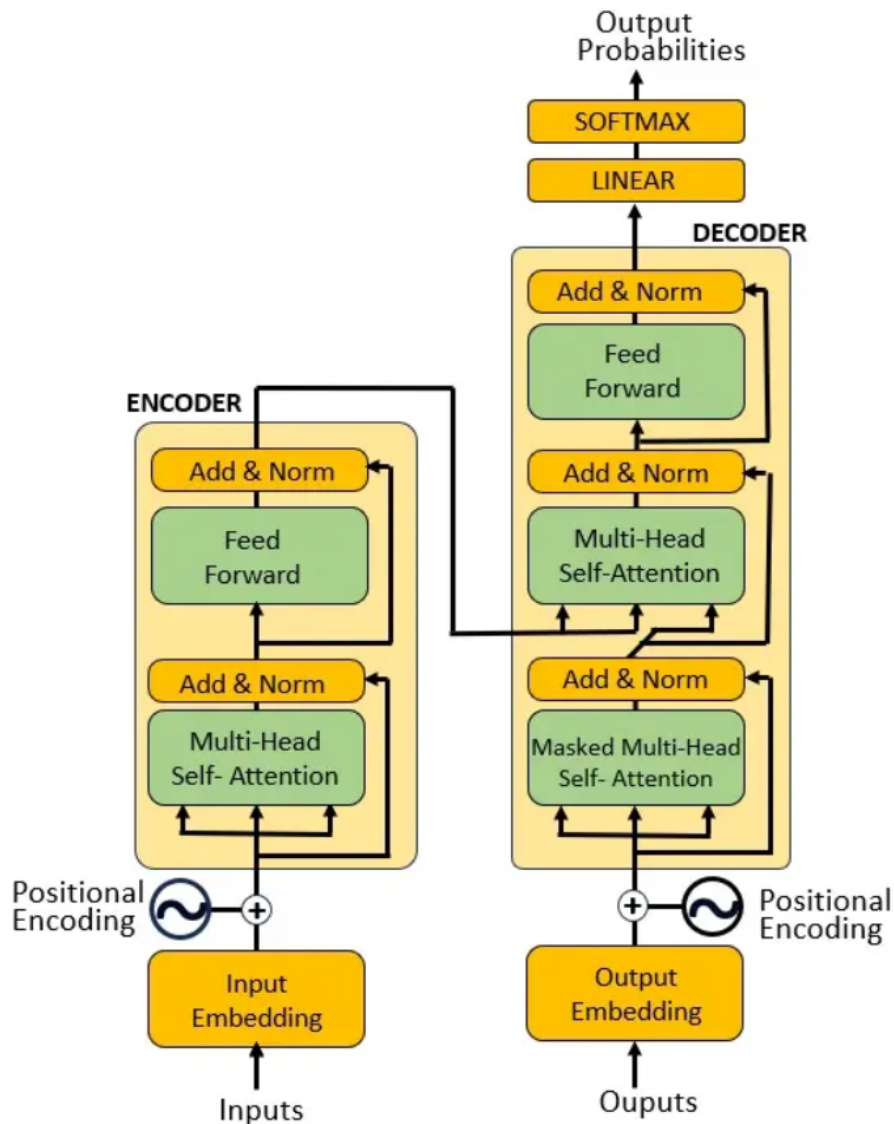 Output
Probabilities
SOFTMAX
LINEAR
DECODER
Add & Norm
Feed
Forward
Add & Norm
Multi-Head
Self-Attention
Add & Norm
Masked Multi-Head
Self- Attention
Positional
Encoding
Output
Embedding
Ouputs
ENCODER
Add & Norm
Feed
Forward
Add & Norm
Multi-Head
Self- Attention
Positional
Encoding
Input
Embedding
Inputs